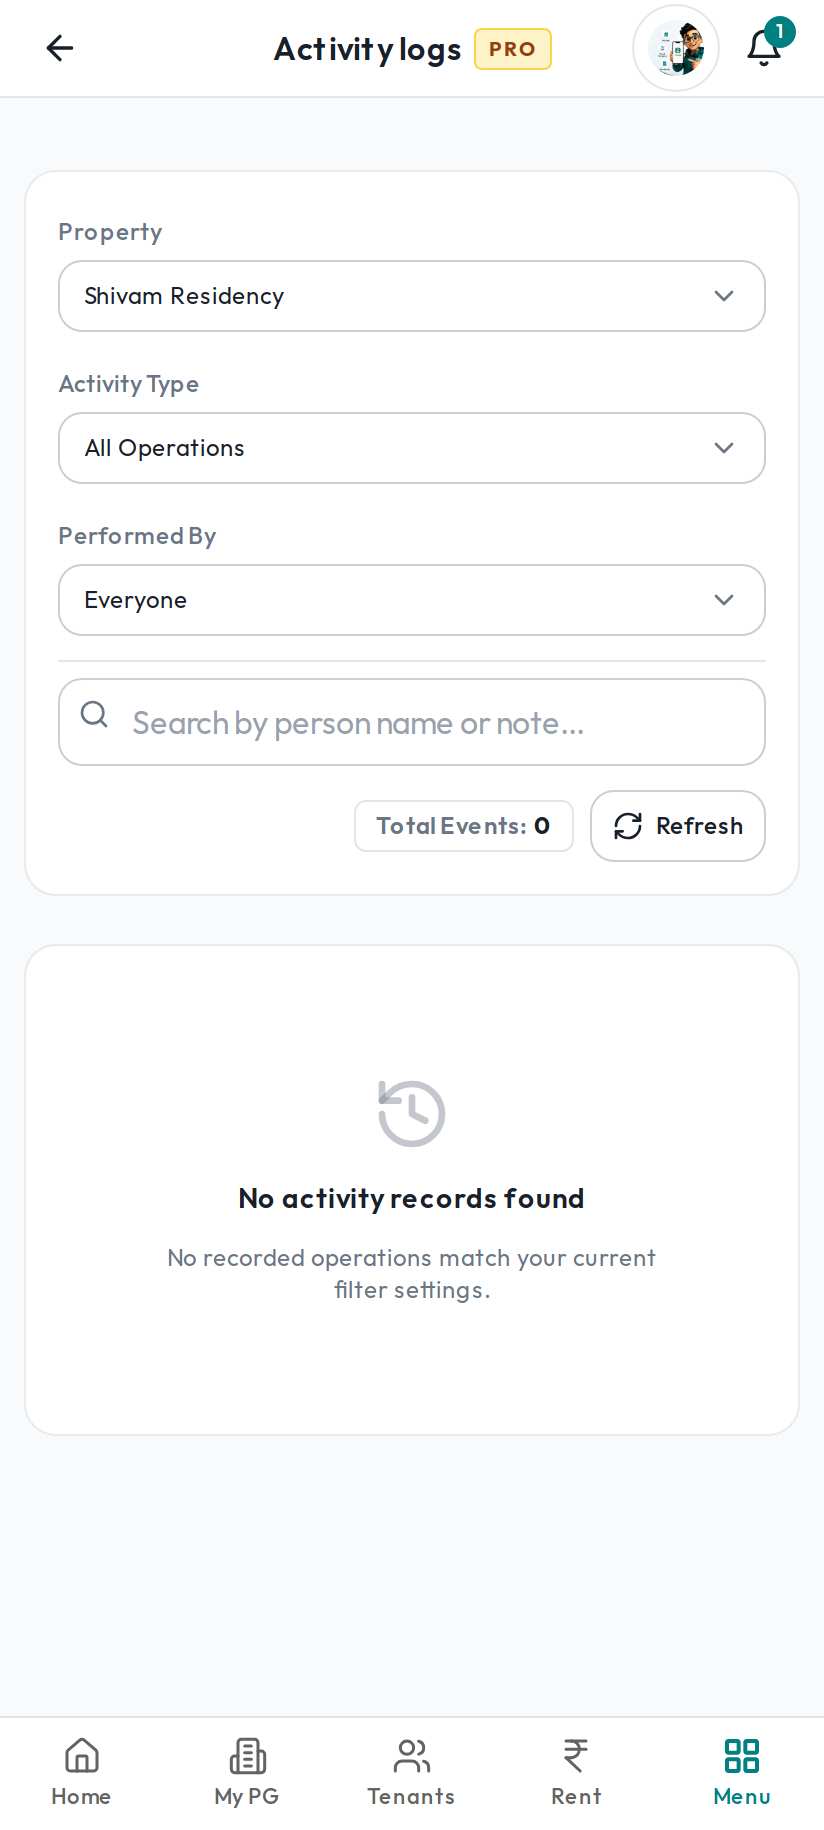 Activity logs PRO
1
Property
Shivam Residency
Activity Type
All Operations
Performed By
Everyone
Search by person name or note...
Total Events: 0
Refresh
No activity records found
No recorded operations match your current
filter settings.
Home
My PG
Tenants
Rent
Menu